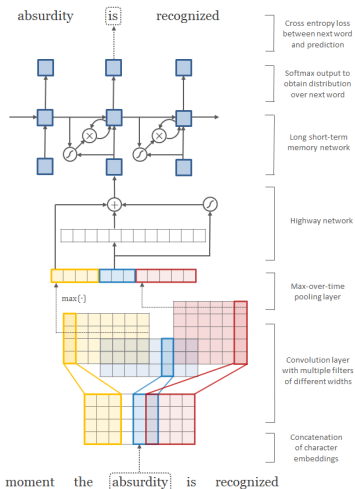 absurdity is recognized
Cross entropy loss
between next word
and prediction
Softmax output to
obtain distribution
over next word
Long short-term
memory network
Highway network
Max-over-time
pooling layer
max{·}
Convolution layer
with multiple filters
of different widths
Concatenation
of character
embeddings
moment the absurdity is recognized